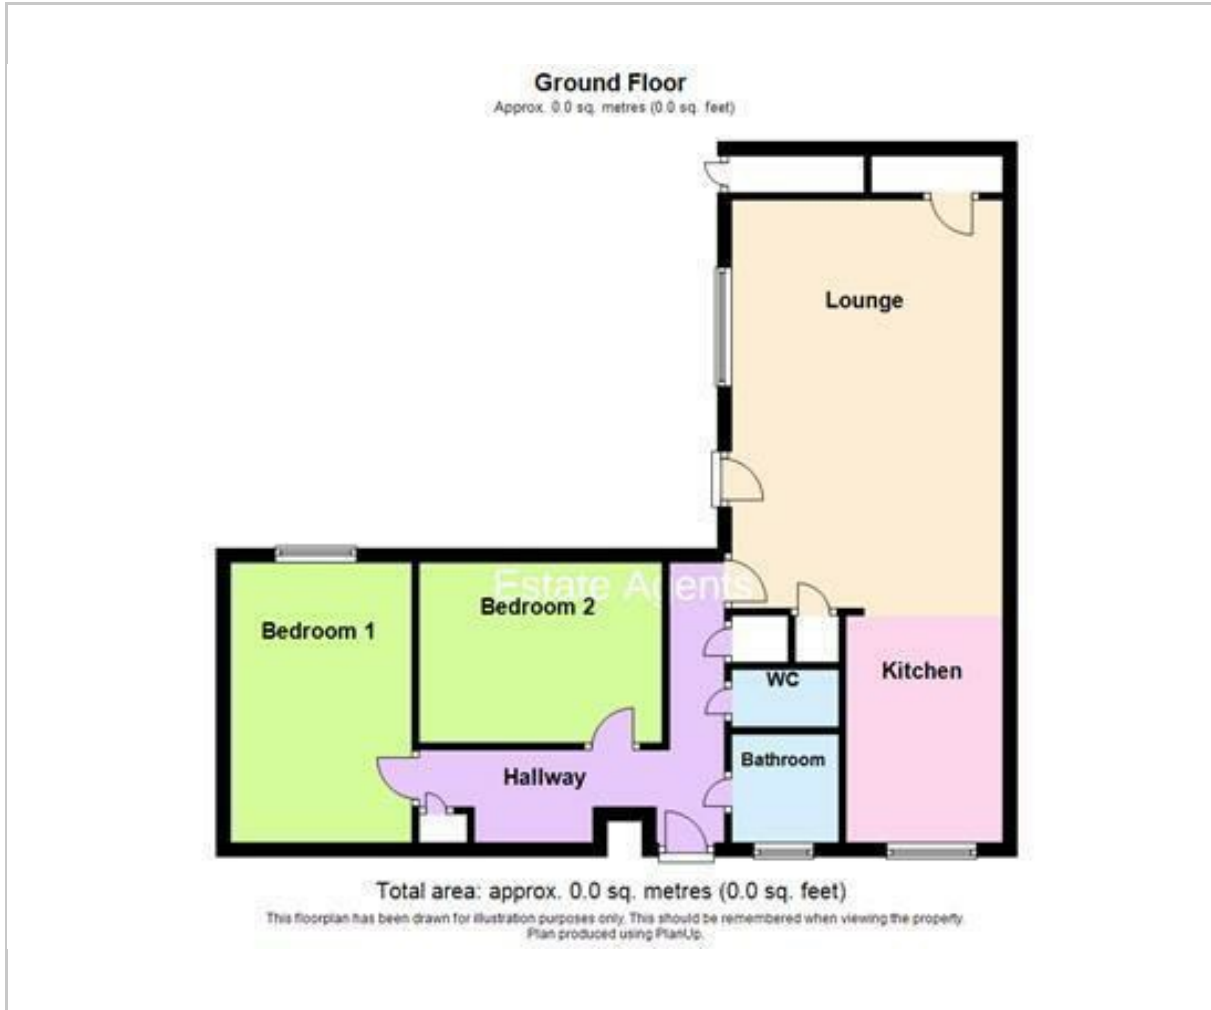 Ground Floor
Approx. 0.0 sq. metres (0.0 sq. feet)
Lounge
Estate Agents
Bedroom 2
Bedroom 1
Kitchen
WC
Bathroom
Hallway
Total area: approx. 0.0 sq. metres (0.0 sq. feet)
This floorplan has been drawn for illustration purposes only. This should be remembered when viewing the property.
Plan produced using PlanUp.